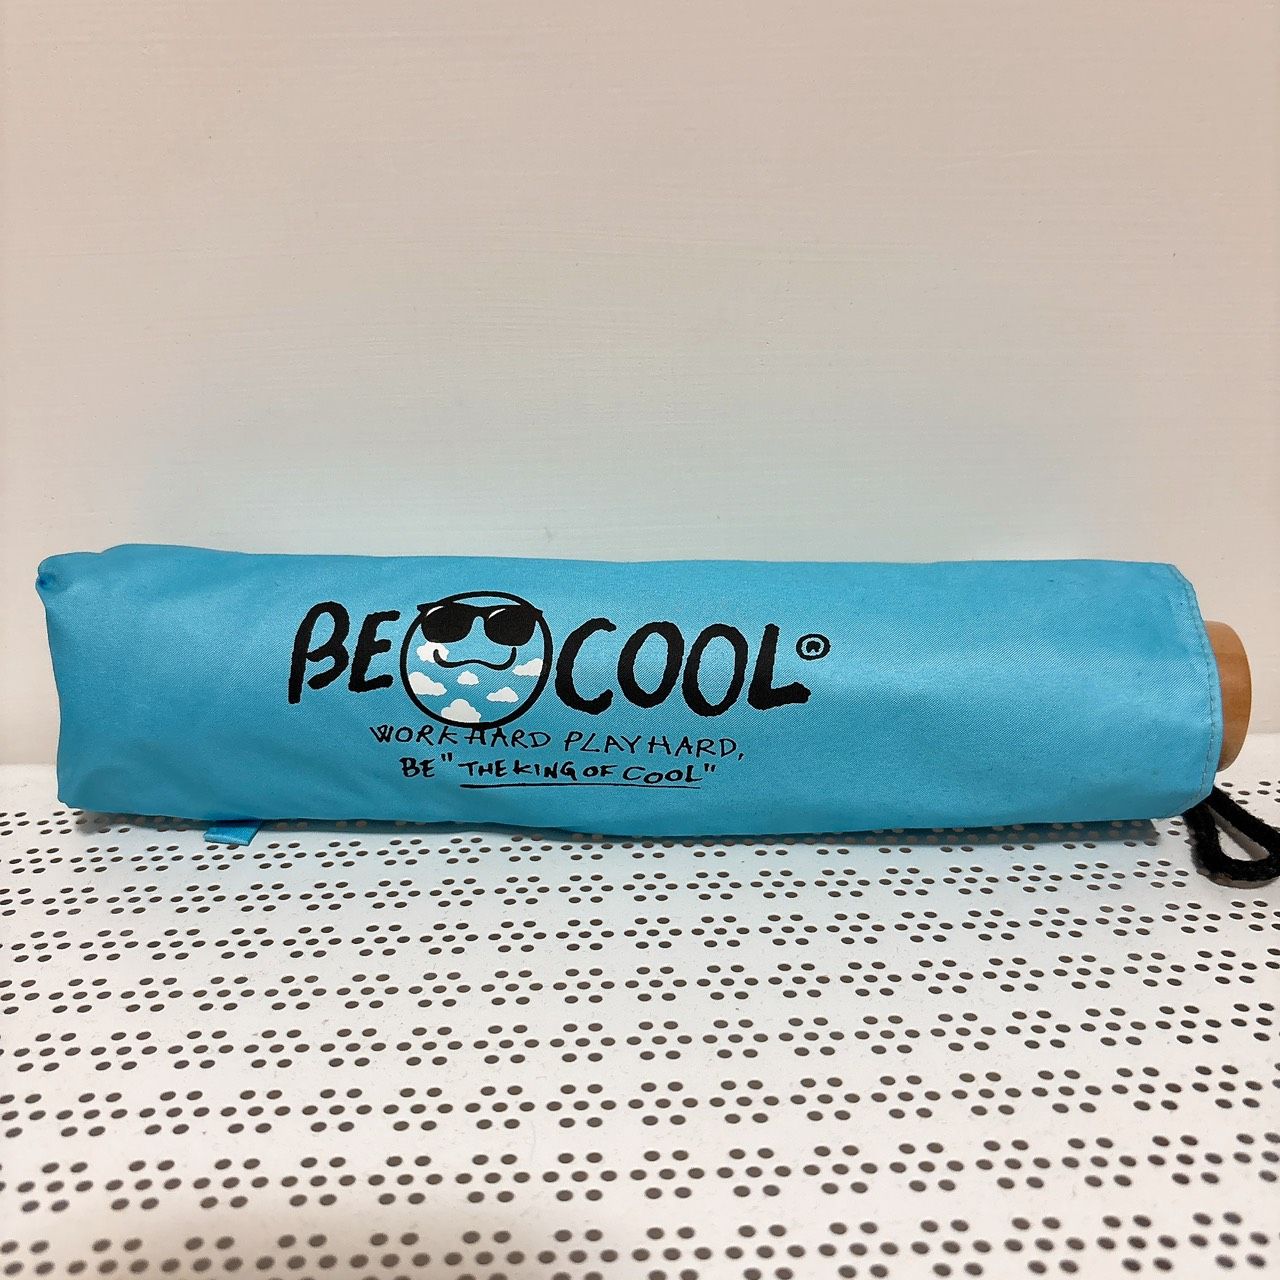 BE COOL®
WORK HARD PLAY HARD,
BE "THE KING OF COOL"